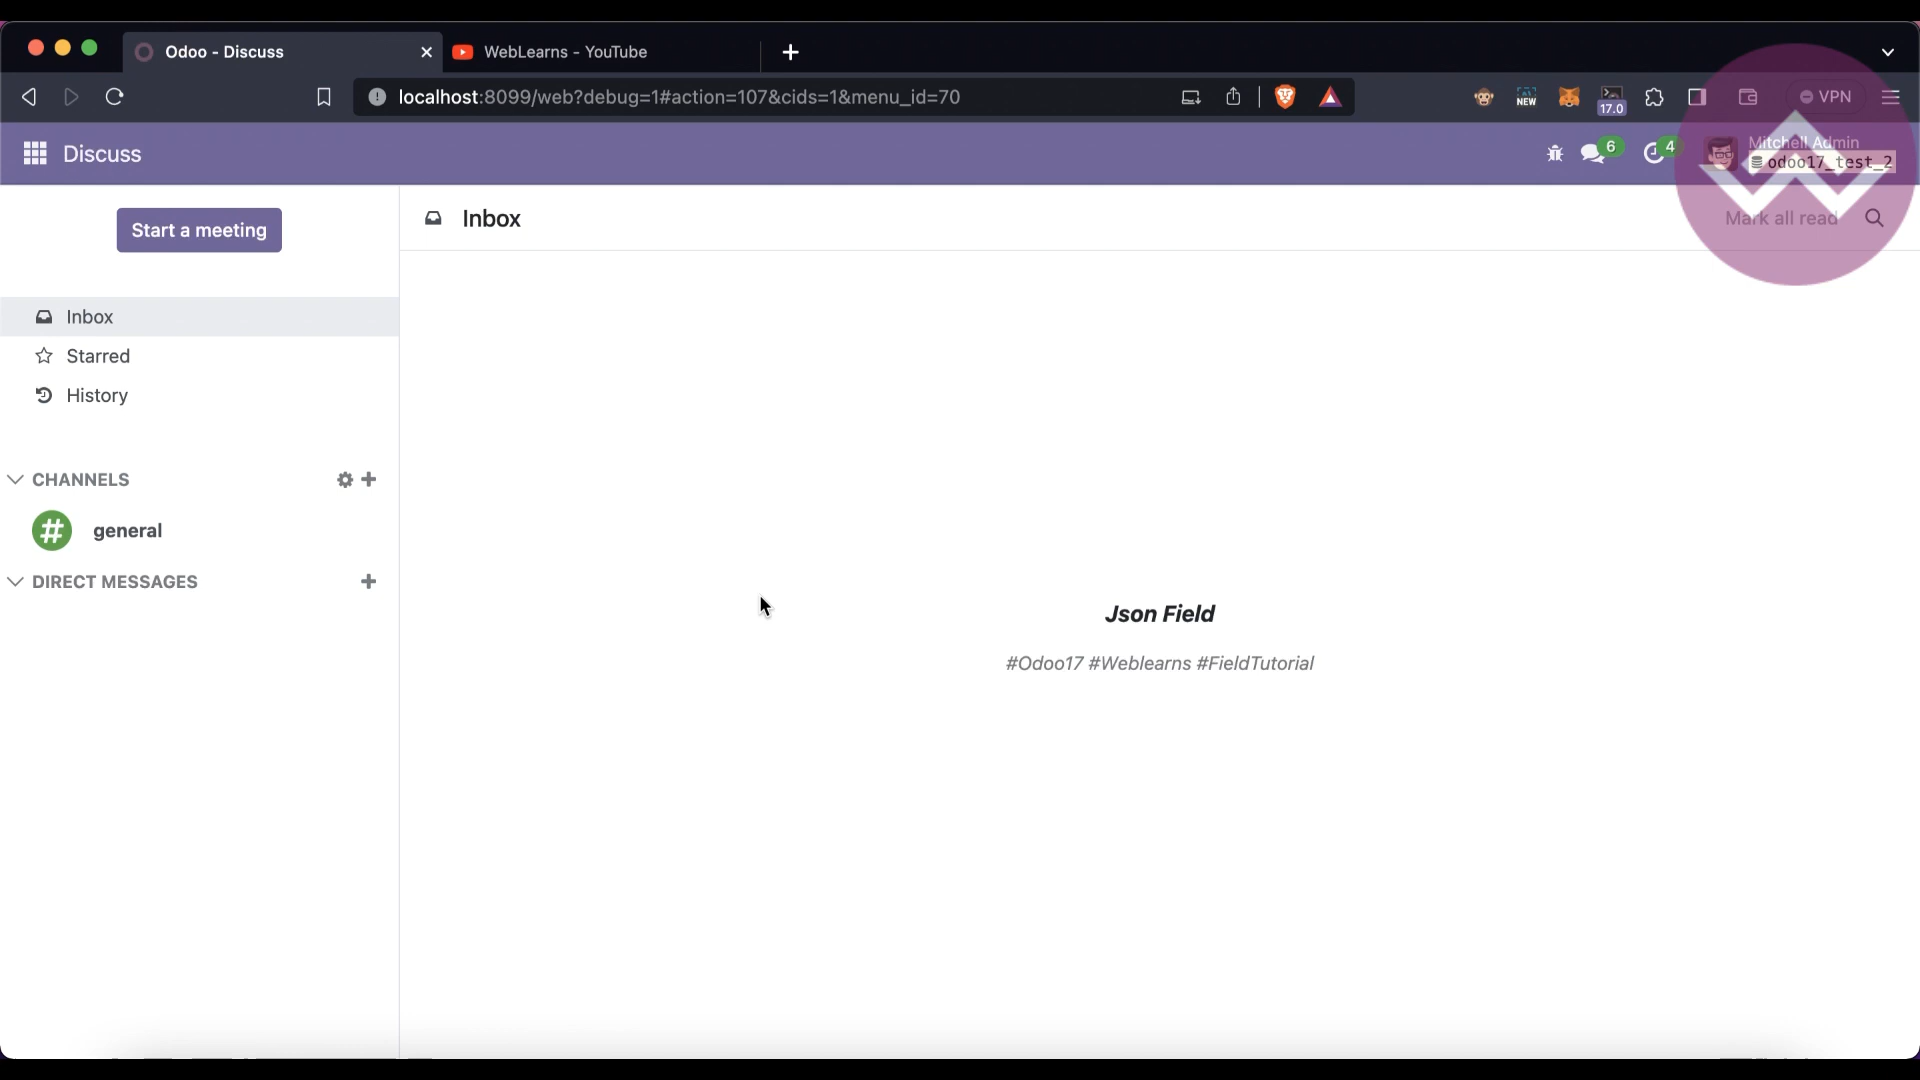 Odoo - Discuss
WebLearns - YouTube
localhost:8099/web?debug=1#action=107&cids=1&menu_id=70
NEW
17.0
VPN
Discuss
6
4
Mitchell Admin
odoo17_test_2
Start a meeting
Inbox
Mark all read
Inbox
Starred
History
CHANNELS
general
DIRECT MESSAGES
Json Field
#Odoo17 #Weblearns #FieldTutorial